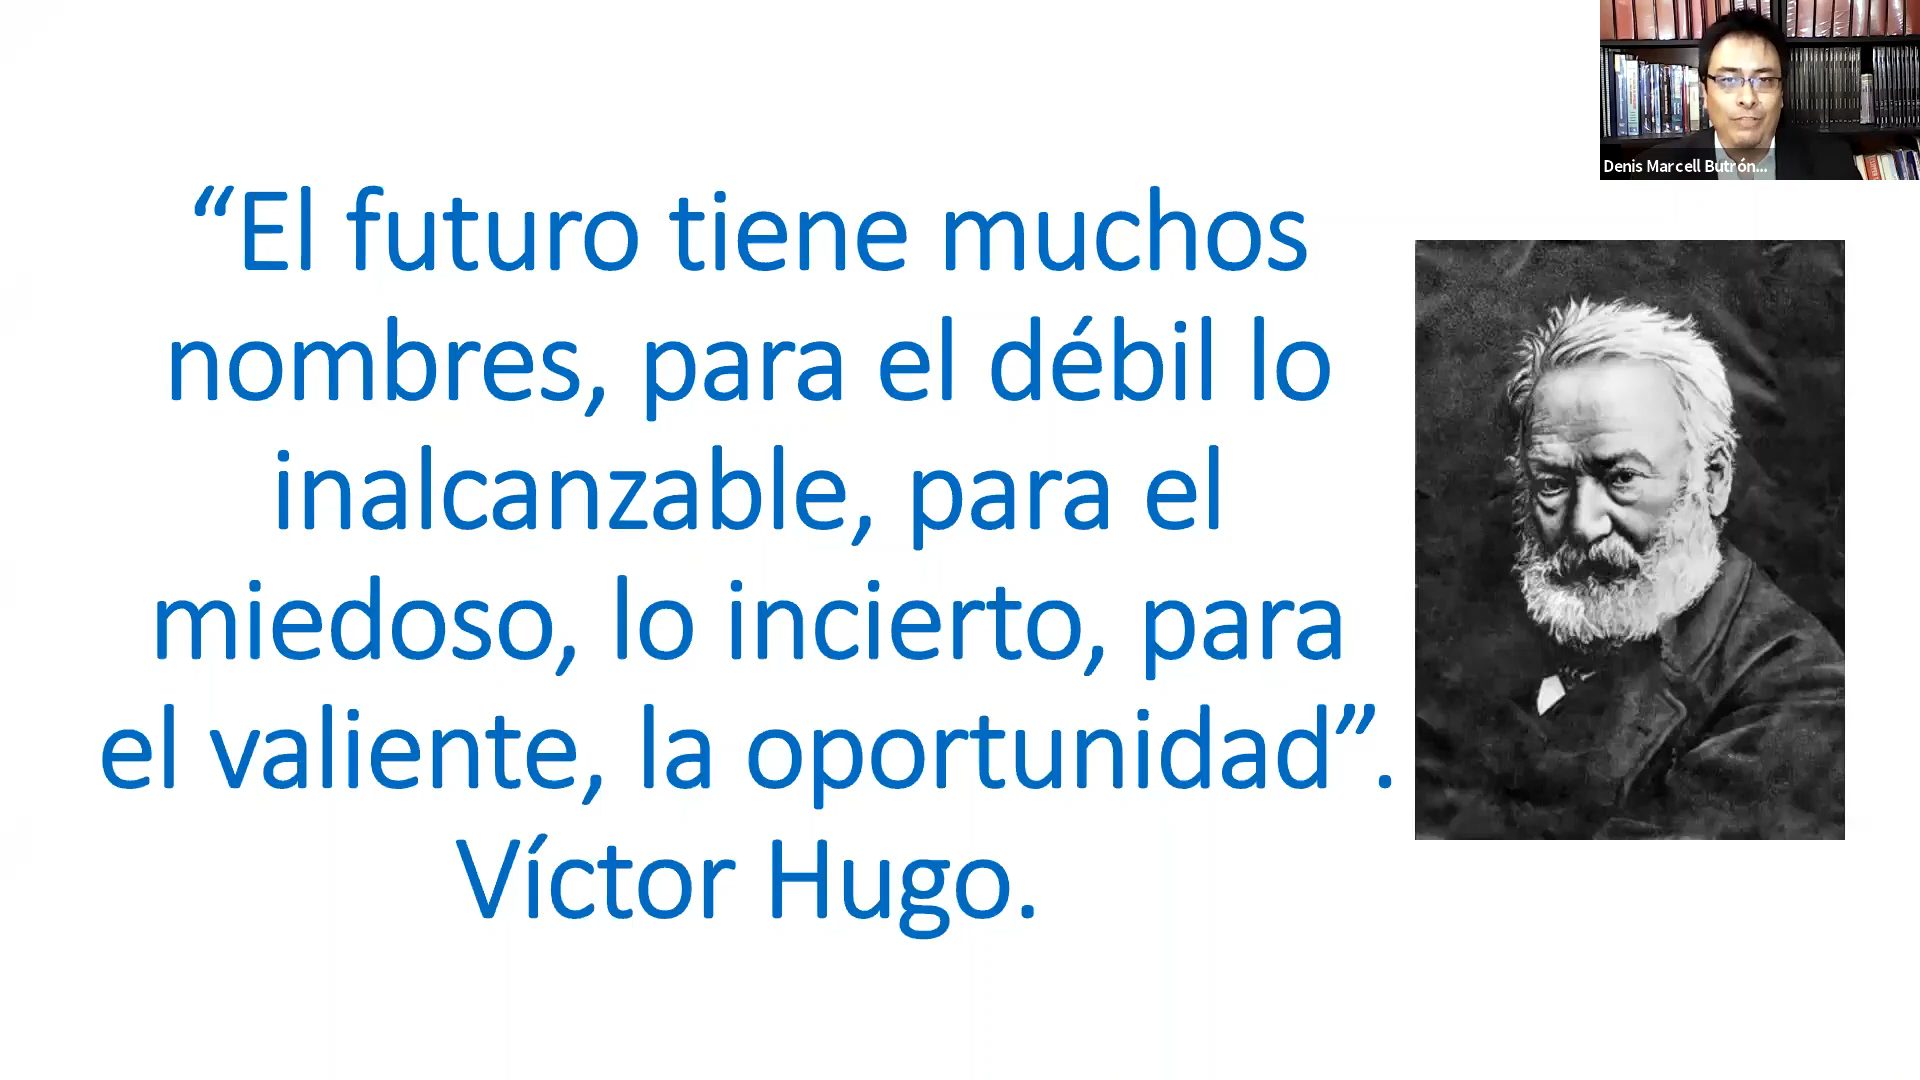 Denis Marcell Butrón...
“El futuro tiene muchos
nombres, para el débil lo
inalcanzable, para el
miedoso, lo incierto, para
el valiente, la oportunidad”.
Víctor Hugo.